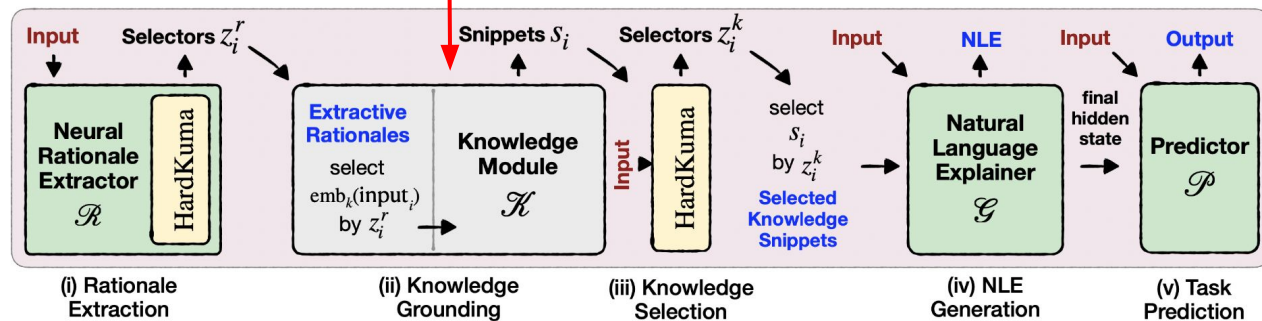 Input
Selectors z_i^r
Snippets s_i
Selectors z_i^k
Input
NLE
Input
Output
Neural
Rationale
Extractor
ℛ
HardKuma
Extractive
Rationales
select
emb_k(input_i)
by z_i^r
Knowledge
Module
𝒦
Input
HardKuma
select
s_i
by z_i^k
Selected
Knowledge
Snippets
Natural
Language
Explainer
𝒢
final
hidden
state
Predictor
𝒫
(i) Rationale
Extraction
(ii) Knowledge
Grounding
(iii) Knowledge
Selection
(iv) NLE
Generation
(v) Task
Prediction